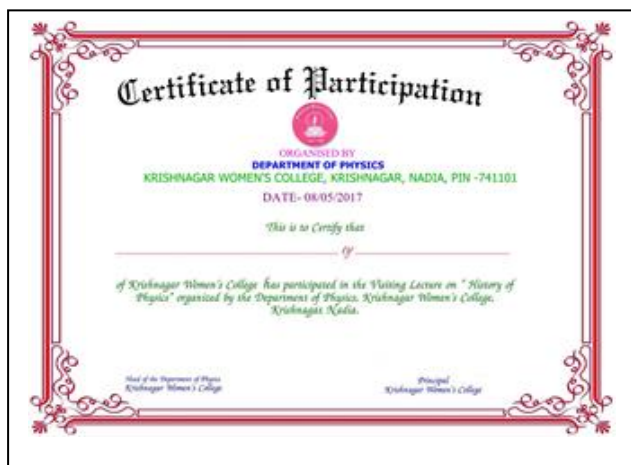 Certificate of Participation
ORGANISED BY
DEPARTMENT OF PHYSICS
KRISHNAGAR WOMEN'S COLLEGE, KRISHNAGAR, NADIA, PIN -741101
DATE- 08/05/2017
This is to Certify that
of
of Krishnagar Women's College has participated in the Visiting Lecture on " History of
Physics" organized by the Department of Physics, Krishnagar Women's College,
Krishnagar Nadia.
Head of the Department of Physics
Krishnagar Women's College
Principal
Krishnagar Women's College